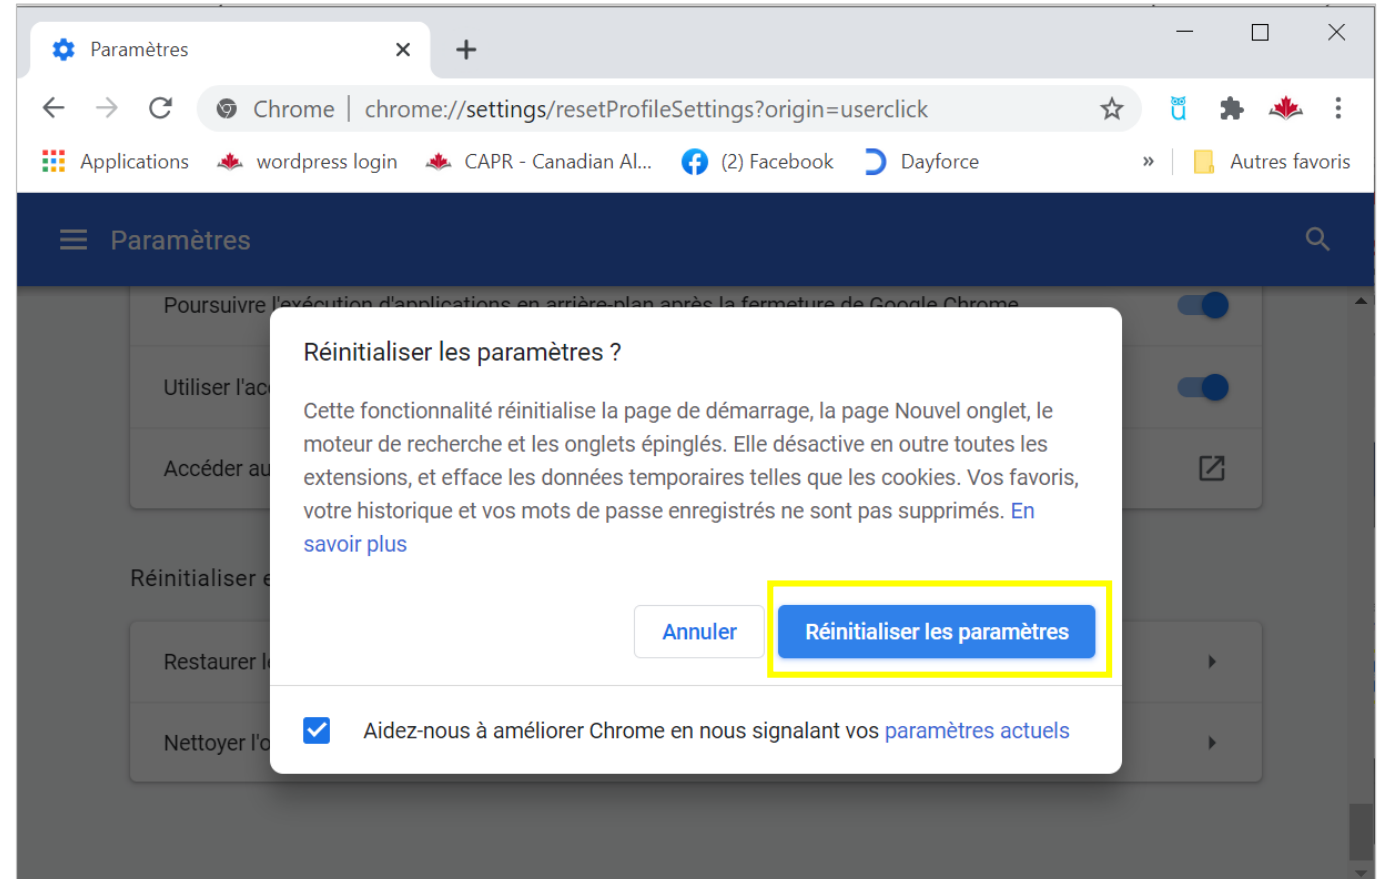 Paramètres
Chrome | chrome://settings/resetProfileSettings?origin=userclick
Applications wordpress login CAPR - Canadian Al... (2) Facebook Dayforce » Autres favoris
Paramètres
Poursuivre l'exécution d'applications en arrière-plan après la fermeture de Google Chrome
Réinitialiser les paramètres ?
Utiliser l'acc
Cette fonctionnalité réinitialise la page de démarrage, la page Nouvel onglet, le
moteur de recherche et les onglets épinglés. Elle désactive en outre toutes les
Accéder au
extensions, et efface les données temporaires telles que les cookies. Vos favoris,
votre historique et vos mots de passe enregistrés ne sont pas supprimés. En
savoir plus
Réinitialiser e
Annuler Réinitialiser les paramètres
Restaurer le
Aidez-nous à améliorer Chrome en nous signalant vos paramètres actuels
Nettoyer l'o